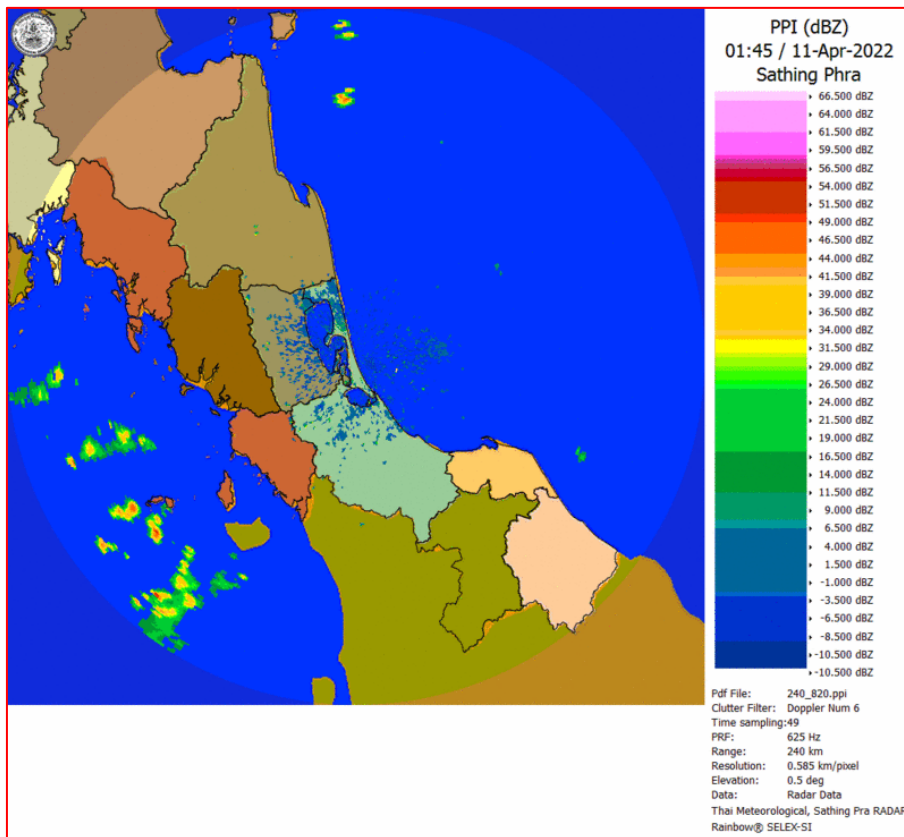 PPI (dBZ)
01:45 / 11-Apr-2022
Sathing Phra
66.500 dBZ
64.000 dBZ
61.500 dBZ
59.500 dBZ
56.500 dBZ
54.000 dBZ
51.500 dBZ
49.000 dBZ
46.500 dBZ
44.000 dBZ
41.500 dBZ
39.000 dBZ
36.500 dBZ
34.000 dBZ
31.500 dBZ
29.000 dBZ
26.500 dBZ
24.000 dBZ
21.500 dBZ
19.000 dBZ
16.500 dBZ
14.000 dBZ
11.500 dBZ
9.000 dBZ
6.500 dBZ
4.000 dBZ
1.500 dBZ
-1.000 dBZ
-3.500 dBZ
-6.500 dBZ
-8.500 dBZ
-10.500 dBZ
-10.500 dBZ
Pdf File: 240_820.ppi
Clutter Filter: Doppler Num 6
Time sampling:49
PRF: 625 Hz
Range: 240 km
Resolution: 0.585 km/pixel
Elevation: 0.5 deg
Data: Radar Data
Thai Meteorological, Sathing Pra RADAR
Rainbow® SELEX-SI